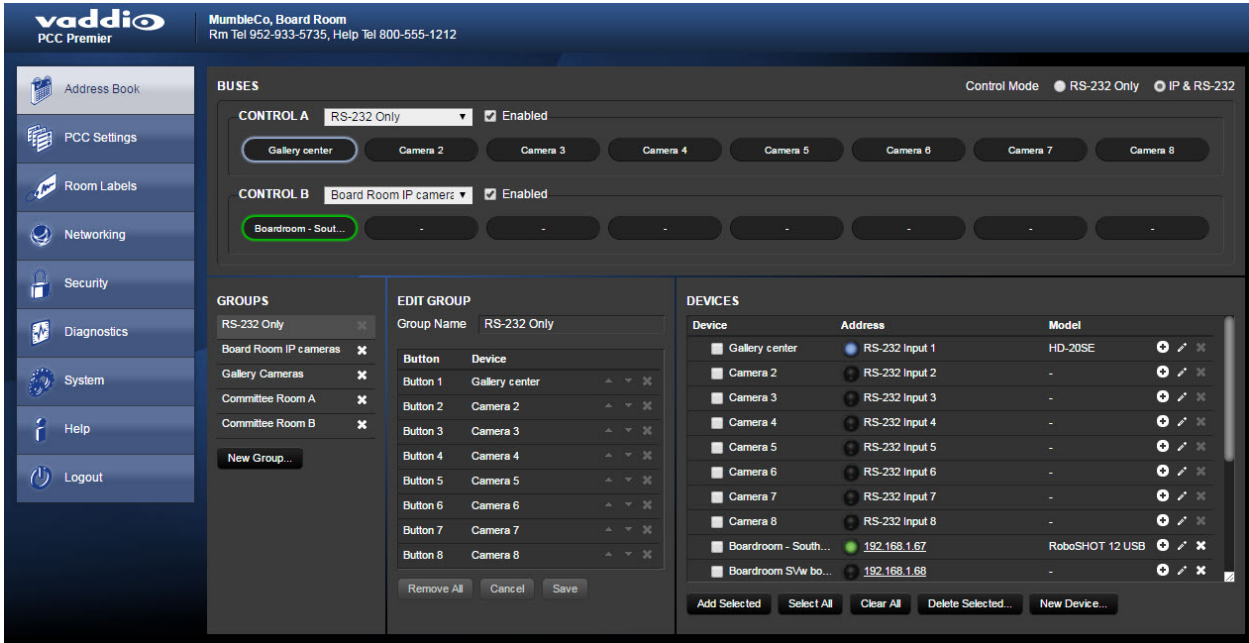 vaddio
PCC Premier
MumbleCo, Board Room
Rm Tel 952-933-5735, Help Tel 800-555-1212
Address Book
PCC Settings
Room Labels
Networking
Security
Diagnostics
System
Help
Logout
BUSES
Control Mode RS-232 Only IP & RS-232
CONTROL A RS-232 Only Enabled
Gallery center Camera 2 Camera 3 Camera 4 Camera 5 Camera 6 Camera 7 Camera 8
CONTROL B Board Room IP camera Enabled
Boardroom - Sout... - - - - - - -
GROUPS
RS-232 Only
Board Room IP cameras
Gallery Cameras
Committee Room A
Committee Room B
New Group...
EDIT GROUP
Group Name RS-232 Only
Button Device
Button 1 Gallery center
Button 2 Camera 2
Button 3 Camera 3
Button 4 Camera 4
Button 5 Camera 5
Button 6 Camera 6
Button 7 Camera 7
Button 8 Camera 8
Remove All Cancel Save
DEVICES
Device Address Model
Gallery center RS-232 Input 1 HD-20SE
Camera 2 RS-232 Input 2 -
Camera 3 RS-232 Input 3 -
Camera 4 RS-232 Input 4 -
Camera 5 RS-232 Input 5 -
Camera 6 RS-232 Input 6 -
Camera 7 RS-232 Input 7 -
Camera 8 RS-232 Input 8 -
Boardroom - South... 192.168.1.67 RoboSHOT 12 USB
Boardroom SVw bo... 192.168.1.68 -
Add Selected Select All Clear All Delete Selected... New Device...